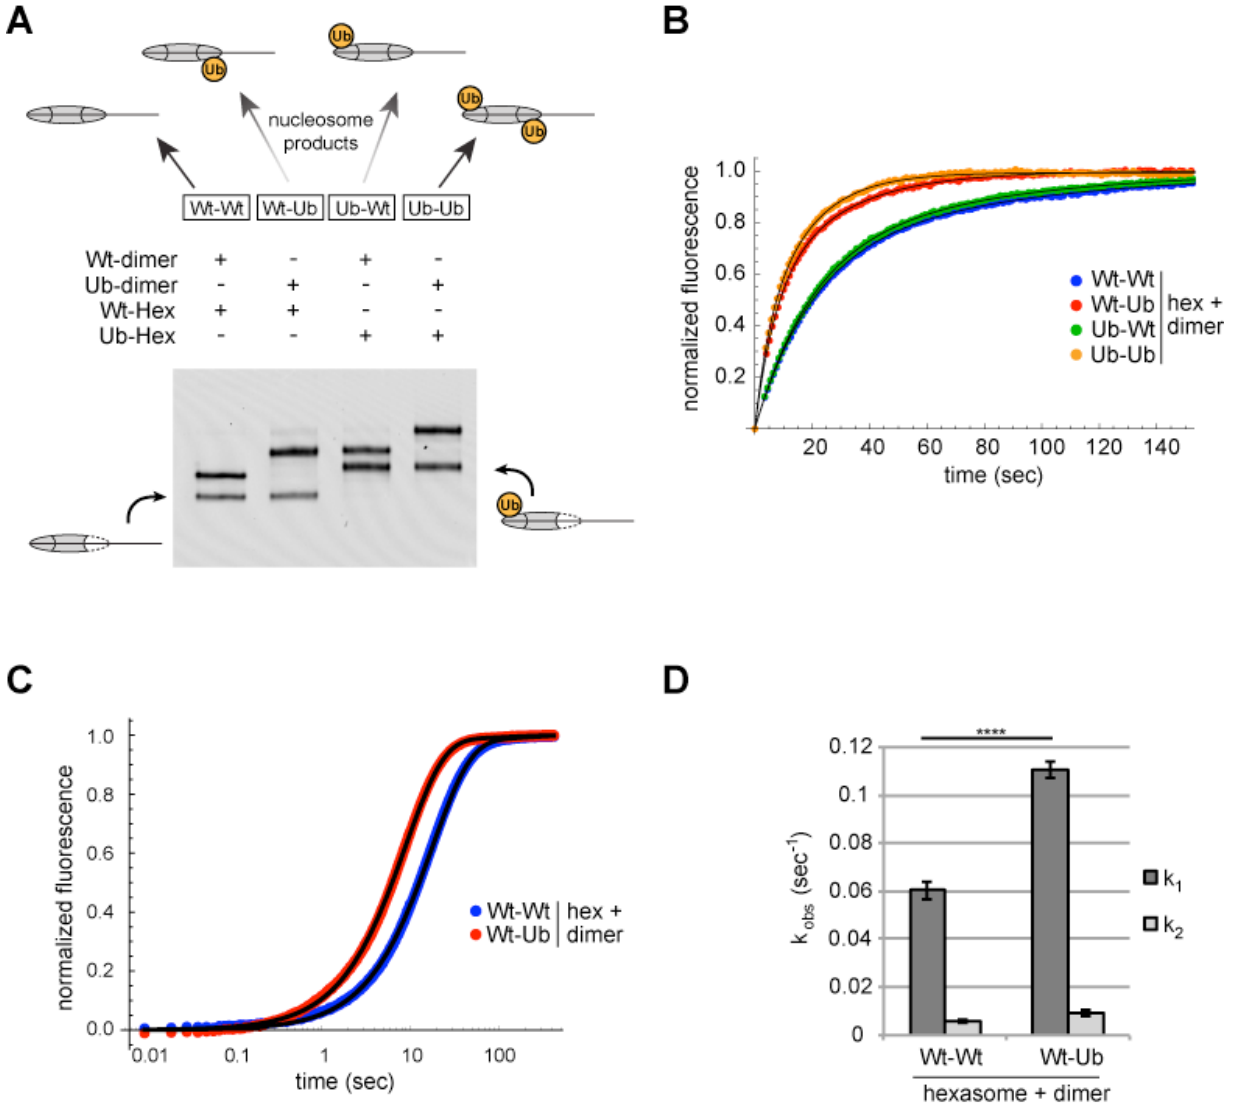 A
Ub
Ub
Ub
Ub
nucleosome
products
Wt-Wt Wt-Ub Ub-Wt Ub-Ub
Wt-dimer + - + -
Ub-dimer - + - +
Wt-Hex + + - -
Ub-Hex - - + +
Ub
B
normalized fluorescence
1.0
0.8
0.6
0.4
0.2
20 40 60 80 100 120 140
time (sec)
Wt-Wt
Wt-Ub
Ub-Wt
Ub-Ub
hex +
dimer
C
normalized fluorescence
1.0
0.8
0.6
0.4
0.2
0.0
0.01 0.1 1 10 100
time (sec)
Wt-Wt hex +
Wt-Ub dimer
D
****
kobs (sec-1)
0.12
0.1
0.08
0.06
0.04
0.02
0
k1
k2
Wt-Wt Wt-Ub
hexasome + dimer